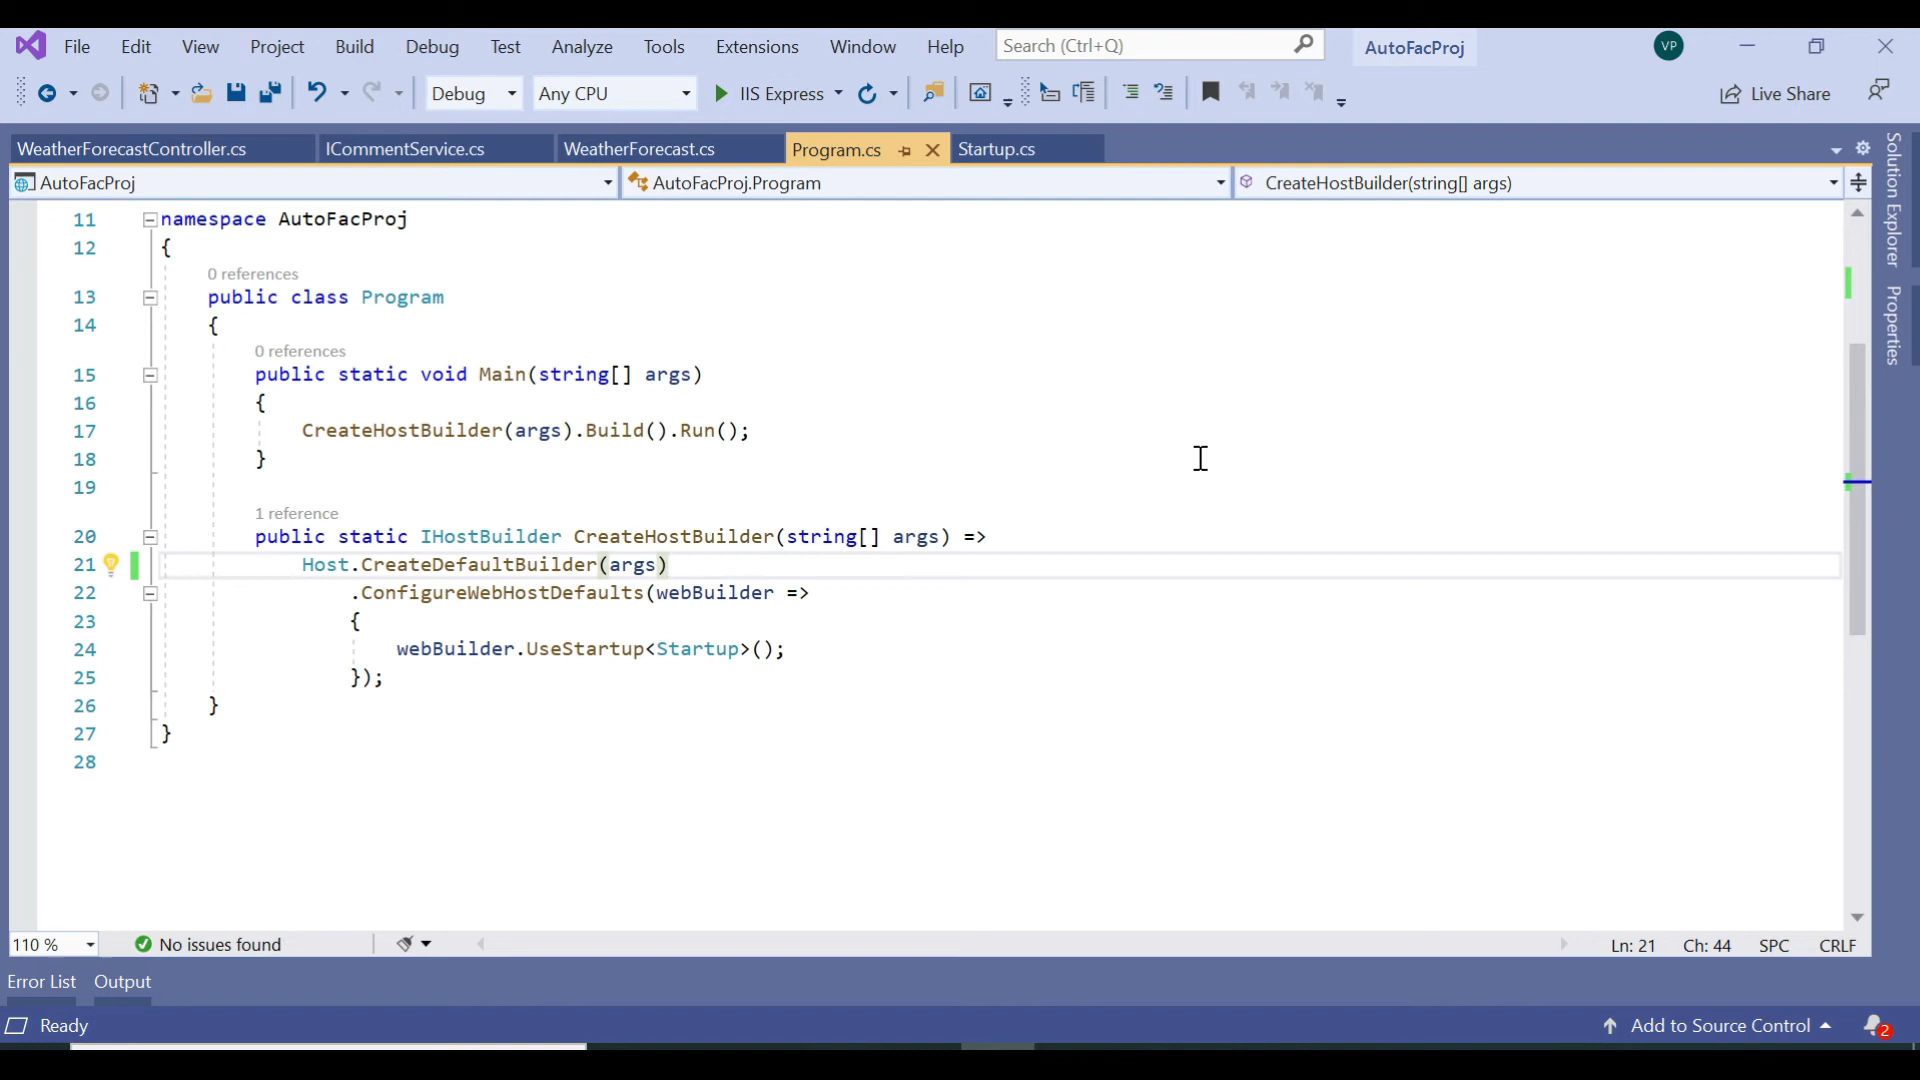 File Edit View Project Build Debug Test Analyze Tools Extensions Window Help Search (Ctrl+Q) AutoFacProj VP
Debug Any CPU IIS Express Live Share
WeatherForecastController.cs ICommentService.cs WeatherForecast.cs Program.cs Startup.cs
AutoFacProj AutoFacProj.Program CreateHostBuilder(string[] args)
11 namespace AutoFacProj
12 {
0 references
13 public class Program
14 {
0 references
15 public static void Main(string[] args)
16 {
17 CreateHostBuilder(args).Build().Run();
18 }
19
1 reference
20 public static IHostBuilder CreateHostBuilder(string[] args) =>
21 Host.CreateDefaultBuilder(args)
22 .ConfigureWebHostDefaults(webBuilder =>
23 {
24 webBuilder.UseStartup<Startup>();
25 });
26 }
27 }
28
Solution Explorer
Properties
110 % No issues found Ln: 21 Ch: 44 SPC CRLF
Error List Output
Ready Add to Source Control 2